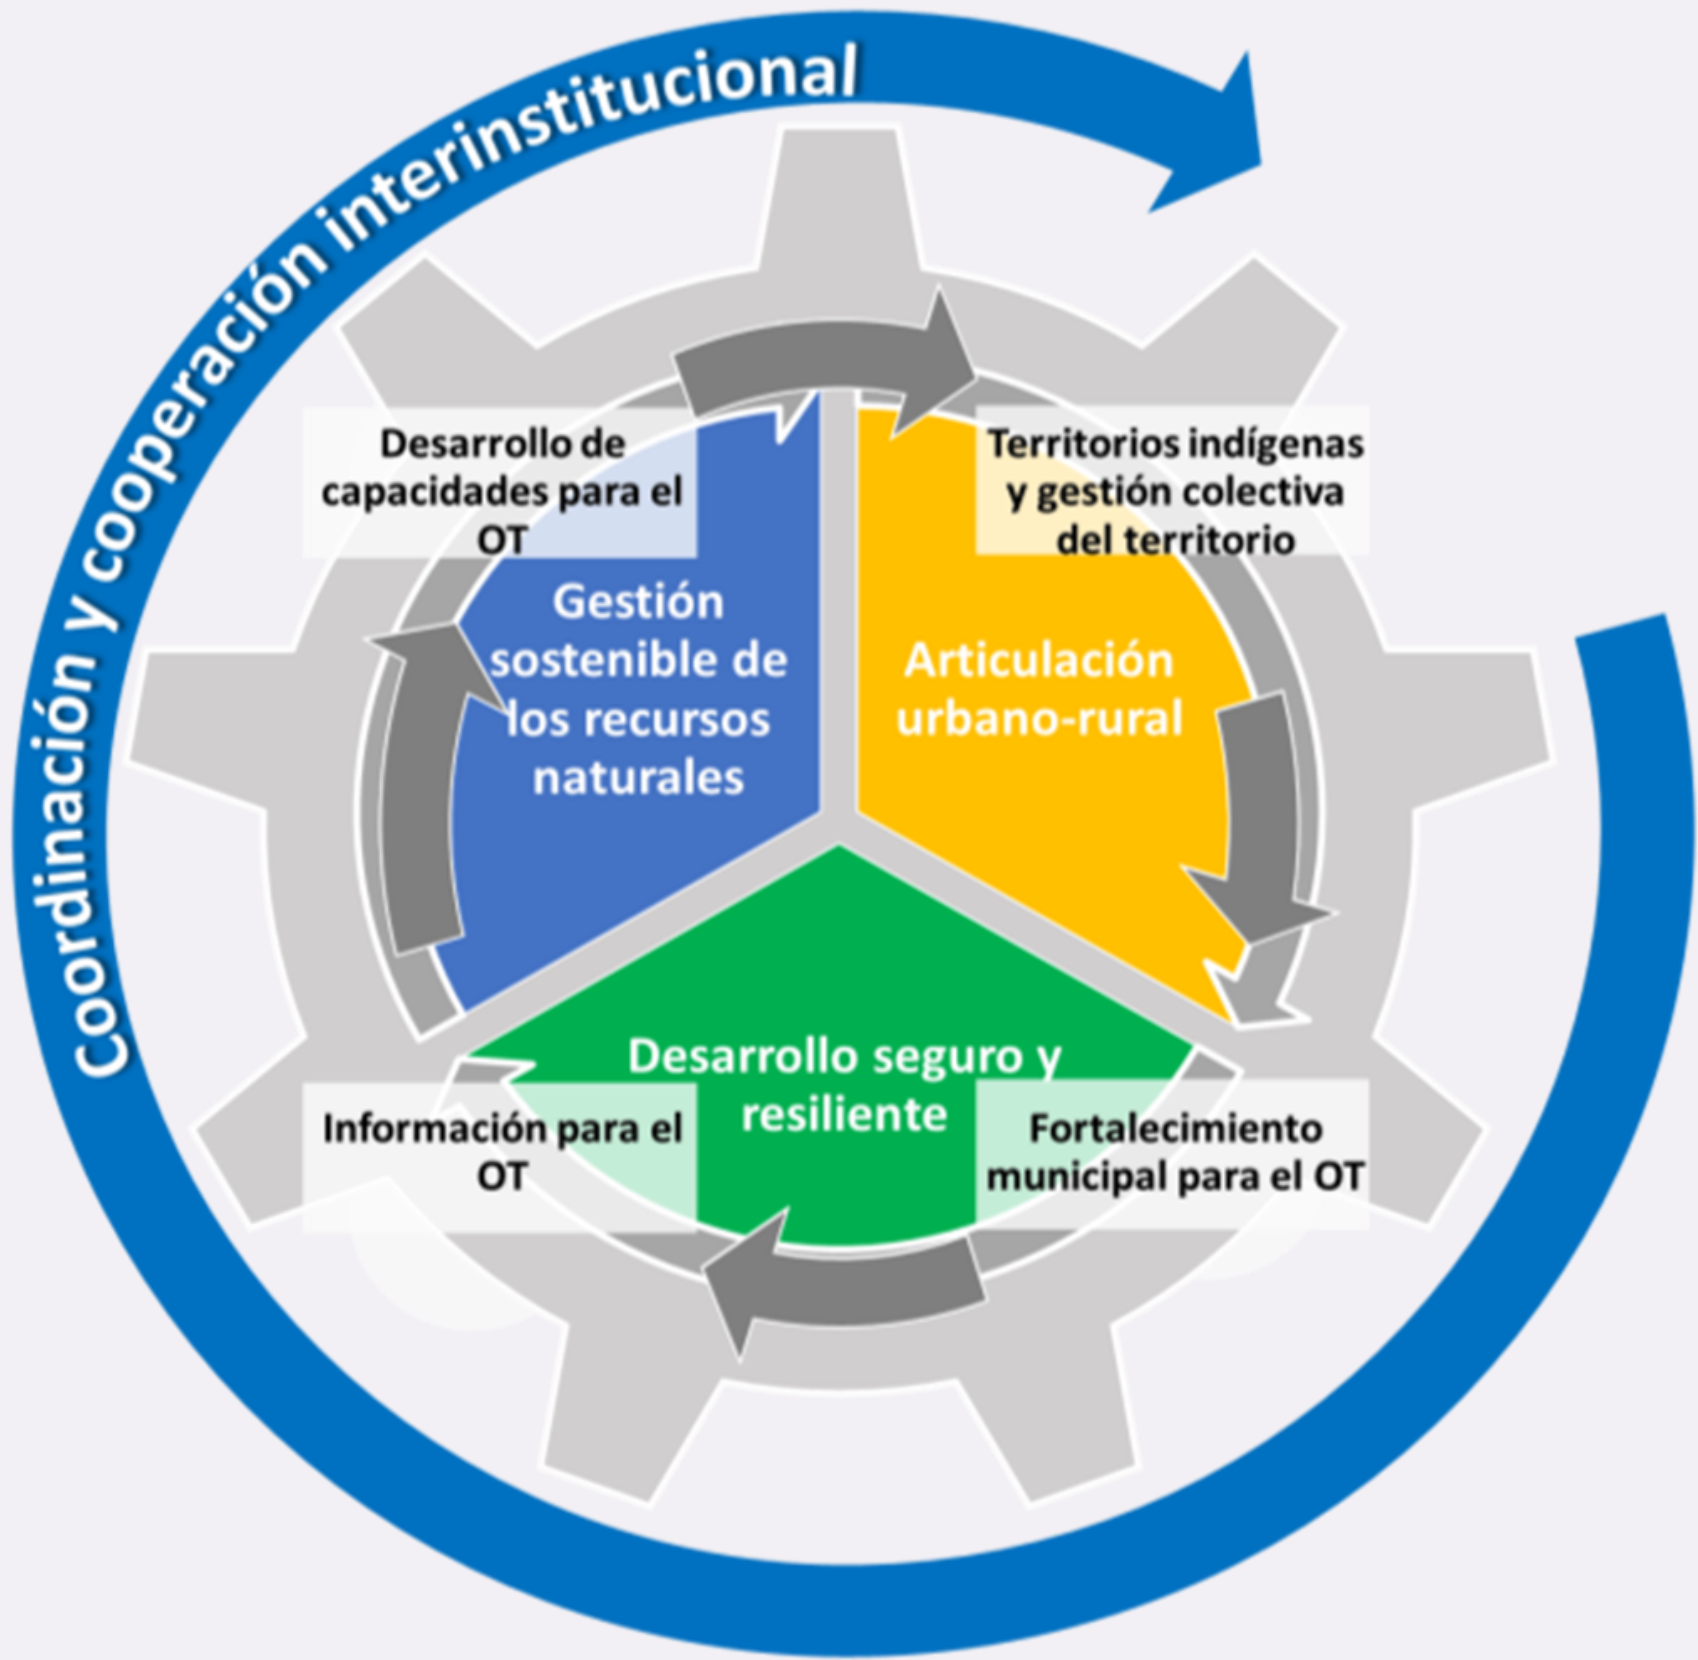 Coordinación y cooperación interinstitucional
Desarrollo de
capacidades para el
OT
Territorios indígenas
y gestión colectiva
del territorio
Gestión
sostenible de
los recursos
naturales
Articulación
urbano-rural
Desarrollo seguro y
resiliente
Información para el
OT
Fortalecimiento
municipal para el OT